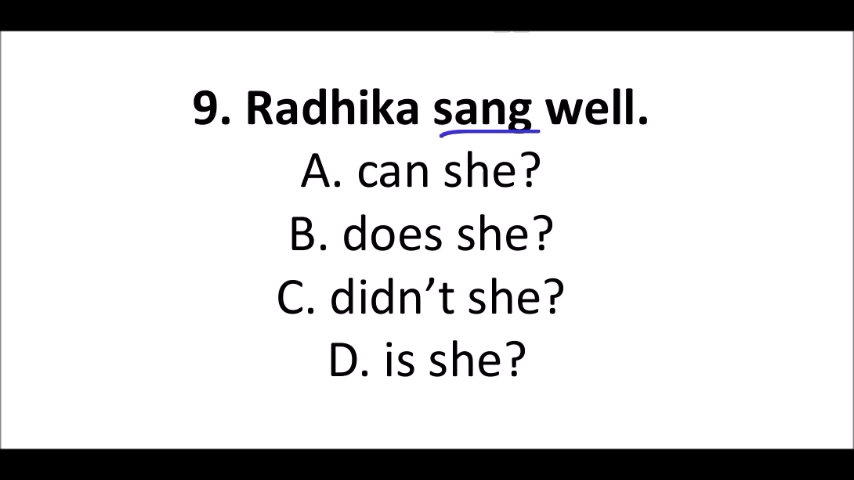 9. Radhika sang well.
A. can she?
B. does she?
C. didn’t she?
D. is she?